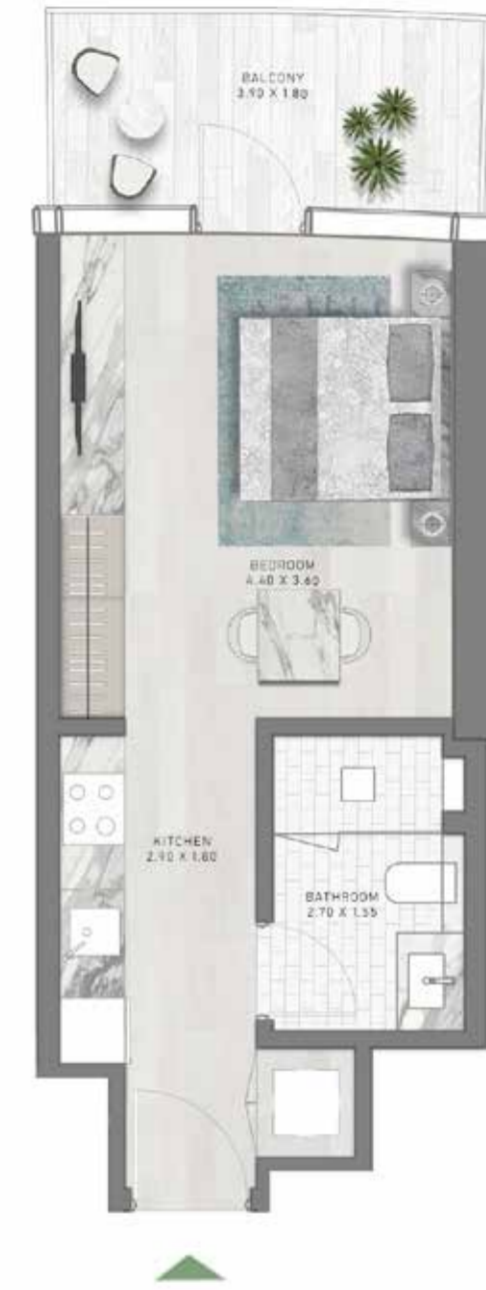 BALCONY
3.90 X 1.80
BEDROOM
4.40 X 3.60
KITCHEN
2.90 X 1.80
BATHROOM
2.70 X 1.55